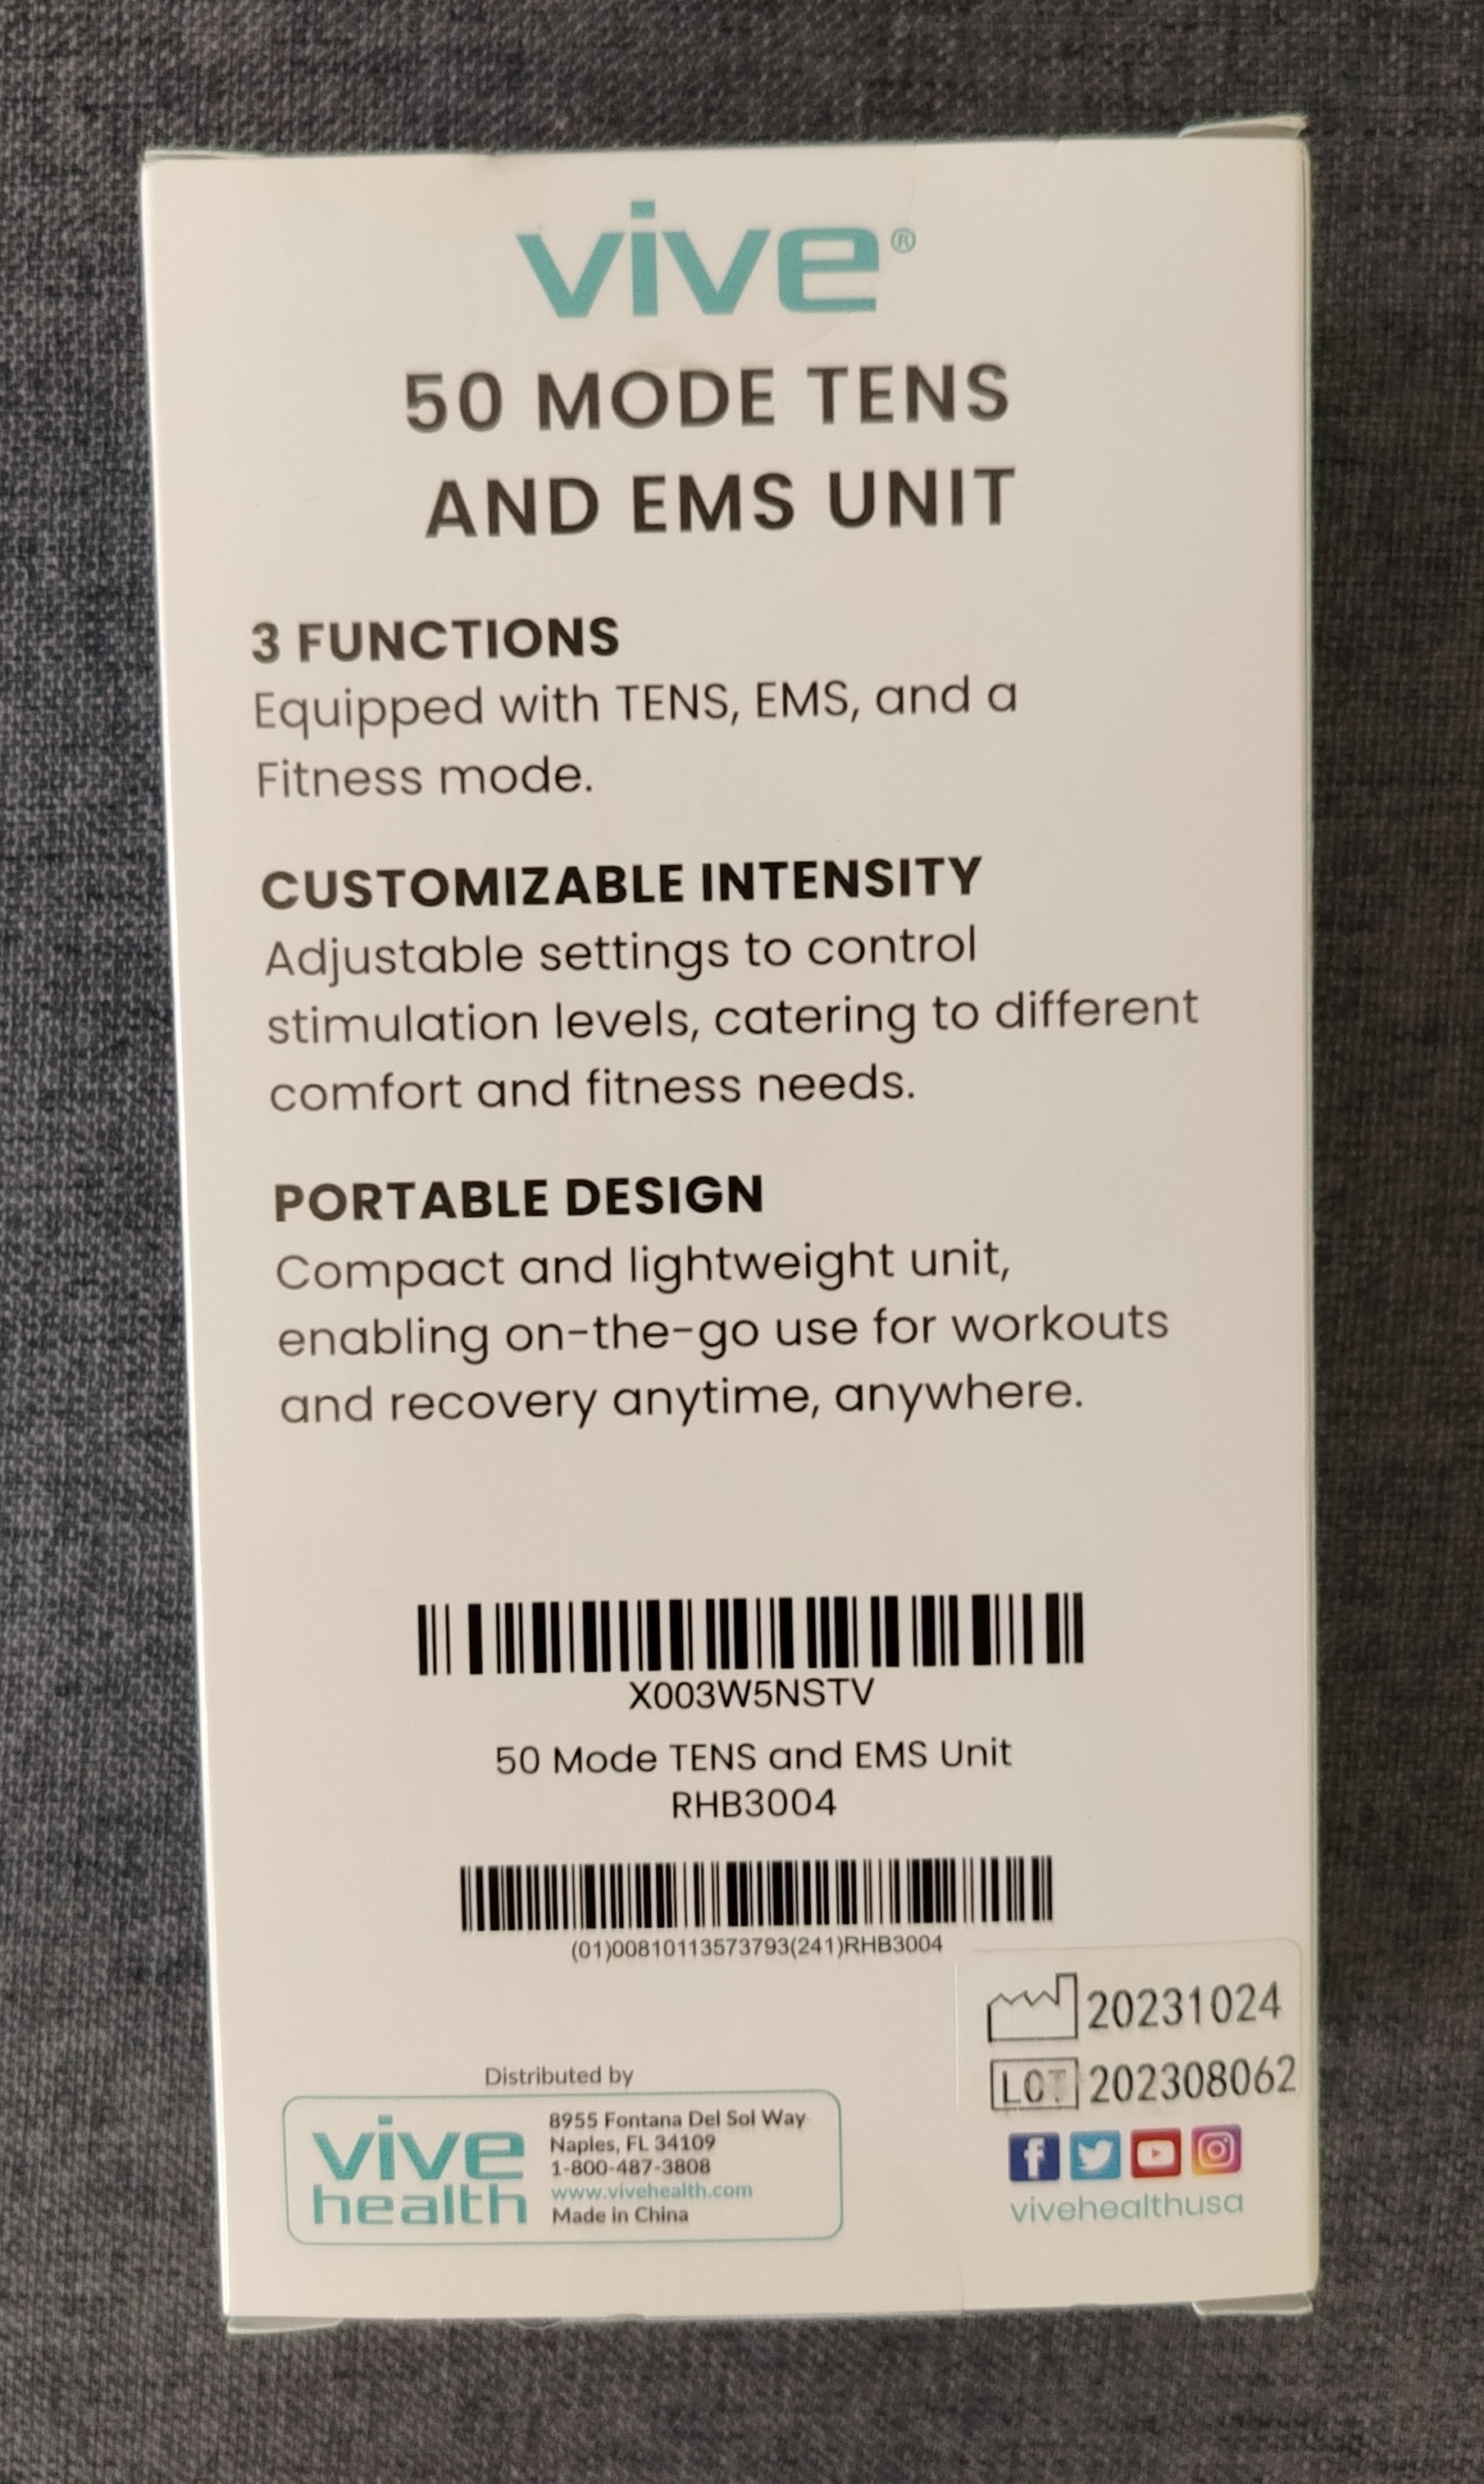 vive®
50 MODE TENS
AND EMS UNIT
3 FUNCTIONS
Equipped with TENS, EMS, and a
Fitness mode.
CUSTOMIZABLE INTENSITY
Adjustable settings to control
stimulation levels, catering to different
comfort and fitness needs.
PORTABLE DESIGN
Compact and lightweight unit,
enabling on-the-go use for workouts
and recovery anytime, anywhere.
X003W5NSTV
50 Mode TENS and EMS Unit
RHB3004
(01)00810113573793(241)RHB3004
20231024
LOT 202308062
Distributed by
vive
health
8955 Fontana Del Sol Way
Naples, FL 34109
1-800-487-3808
www.vivehealth.com
Made in China
vivehealthusa